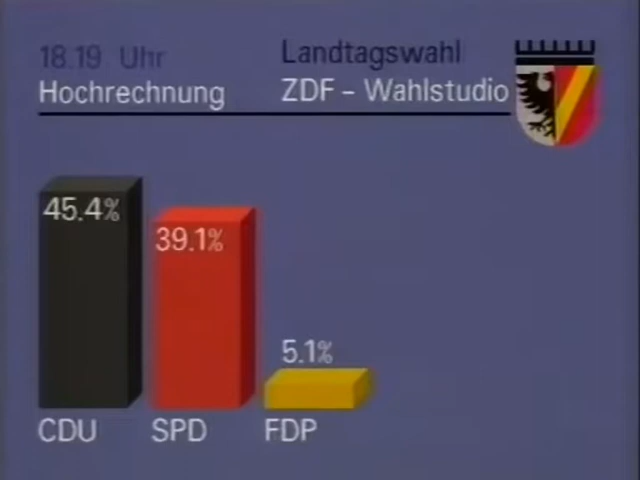 18.19 Uhr
Hochrechnung
Landtagswahl
ZDF - Wahlstudio
45.4%
39.1%
5.1%
CDU SPD FDP